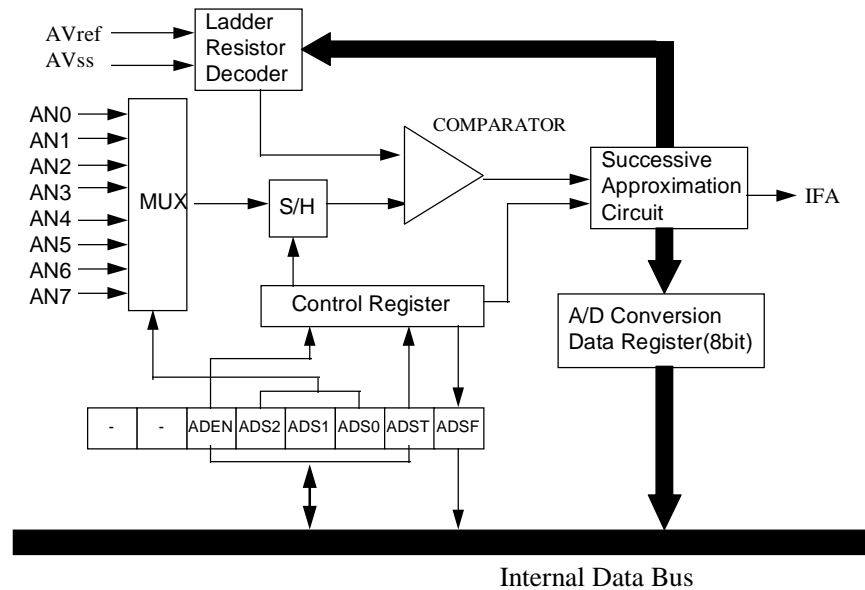 AVref
AVss
Ladder
Resistor
Decoder
AN0
AN1
AN2
AN3
AN4
AN5
AN6
AN7
MUX
S/H
COMPARATOR
Successive
Approximation
Circuit
IFA
Control Register
A/D Conversion
Data Register(8bit)
- - ADEN ADS2 ADS1 ADS0 ADST ADSF
Internal Data Bus